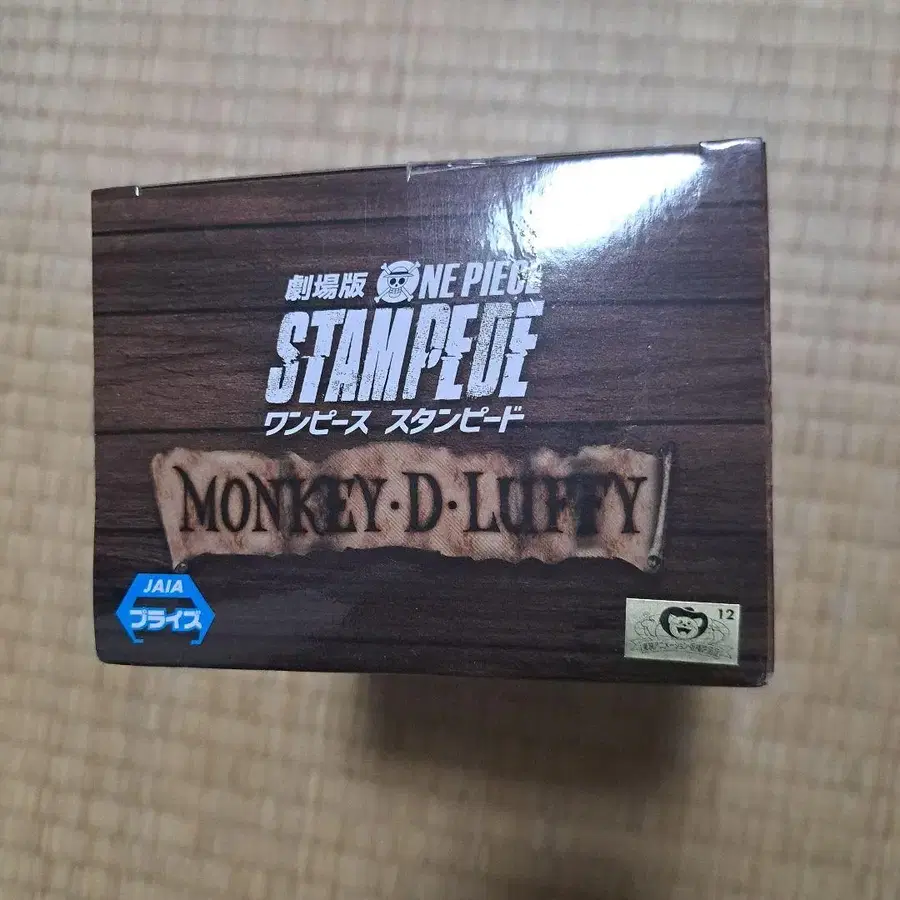 劇場版 ONE PIECE
STAMPEDE
ワンピース スタンピード
MONKEY・D・LUFFY
JAIA
プライズ
12